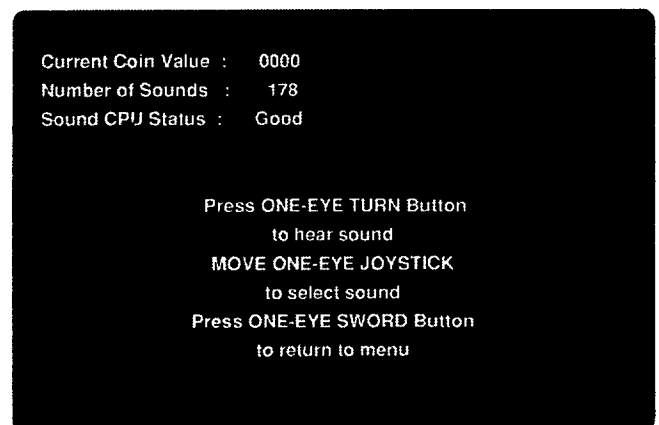 Current Coin Value : 0000
Number of Sounds : 178
Sound CPU Status : Good
Press ONE-EYE TURN Button
to hear sound
MOVE ONE-EYE JOYSTICK
to select sound
Press ONE-EYE SWORD Button
to return to menu